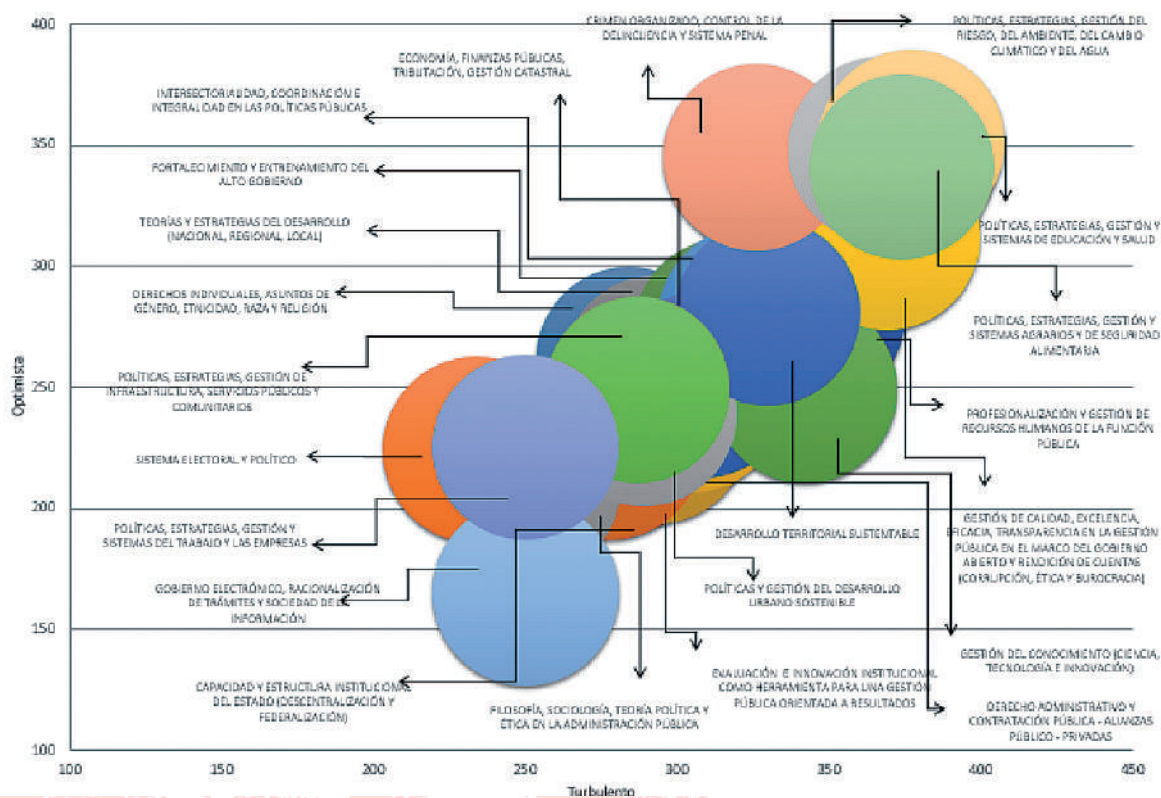 400
350
300
250
200
150
100
100
150
200
250
300
350
400
450
Optimista
Turbulento
CRIMEN ORGANIZADO, CONTROL DE LA
DELINCUENCIA Y SISTEMA PENAL
POLÍTICAS, ESTRATEGIAS, GESTIÓN DEL
RIESGO, DEL AMBIENTE, DEL CAMBIO
CLIMÁTICO Y DEL AGUA
ECONOMÍA, FINANZAS PÚBLICAS,
TRIBUTACIÓN, GESTIÓN CATASTRAL
INTERSECTORIALIDAD, COORDINACIÓN E
INTEGRALIDAD EN LAS POLÍTICAS PÚBLICAS
FORTALECIMIENTO Y ENTRENAMIENTO DEL
ALTO GOBIERNO
TEORÍAS Y ESTRATEGIAS DEL DESARROLLO
(NACIONAL, REGIONAL, LOCAL)
DERECHOS INDIVIDUALES, ASUNTOS DE
GÉNERO, ETNICIDAD, RAZA Y RELIGIÓN
POLÍTICAS, ESTRATEGIAS, GESTIÓN DE
INFRAESTRUCTURA, SERVICIOS PÚBLICOS Y
COMUNITARIOS
SISTEMA ELECTORAL Y POLÍTICO
POLÍTICAS, ESTRATEGIAS, GESTIÓN Y
SISTEMAS DEL TRABAJO Y LAS EMPRESAS
GOBIERNO ELECTRÓNICO, RACIONALIZACIÓN
DE TRÁMITES Y SOCIEDAD DE LA
INFORMACIÓN
CAPACIDAD Y ESTRUCTURA INSTITUCIONAL
DEL ESTADO (DESCENTRALIZACIÓN Y
FEDERALIZACIÓN)
FILOSOFÍA, SOCIOLOGÍA, TEORÍA POLÍTICA Y
ÉTICA EN LA ADMINISTRACIÓN PÚBLICA
EVALUACIÓN E INNOVACIÓN INSTITUCIONAL
COMO HERRAMIENTA PARA UNA GESTIÓN
PÚBLICA ORIENTADA A RESULTADOS
POLÍTICAS Y GESTIÓN DEL DESARROLLO
URBANO SOSTENIBLE
DESARROLLO TERRITORIAL SUSTENTABLE
POLÍTICAS, ESTRATEGIAS, GESTIÓN Y
SISTEMAS DE EDUCACIÓN Y SALUD
POLÍTICAS, ESTRATEGIAS, GESTIÓN Y
SISTEMAS AGRARIOS Y DE SEGURIDAD
ALIMENTARIA
PROFESIONALIZACIÓN Y GESTIÓN DE
RECURSOS HUMANOS DE LA FUNCIÓN
PÚBLICA
GESTIÓN DE CALIDAD, EXCELENCIA,
EFICACIA, TRANSPARENCIA EN LA GESTIÓN
PÚBLICA EN EL MARCO DEL GOBIERNO
ABIERTO Y RENDICIÓN DE CUENTAS
(CORRUPCIÓN, ÉTICA Y BUROCRACIA)
GESTIÓN DEL CONOCIMIENTO (CIENCIA,
TECNOLOGÍA E INNOVACIÓN)
DERECHO ADMINISTRATIVO Y
CONTRATACIÓN PÚBLICA - ALIANZAS
PÚBLICO - PRIVADAS